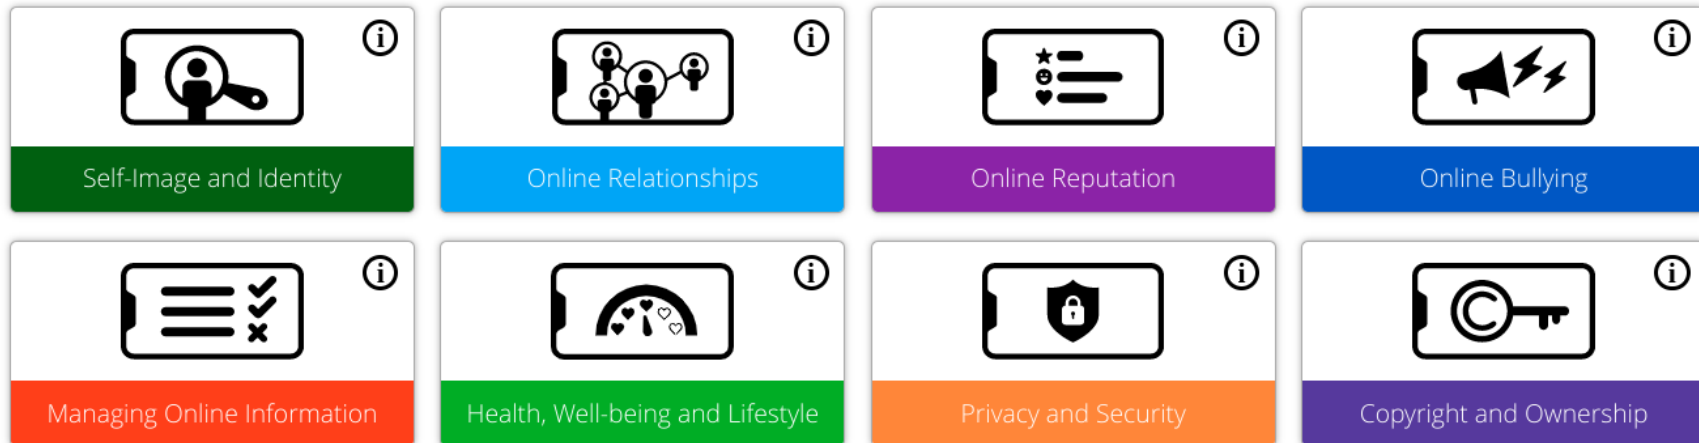 Self-Image and Identity
Online Relationships
Online Reputation
Online Bullying
Managing Online Information
Health, Well-being and Lifestyle
Privacy and Security
Copyright and Ownership